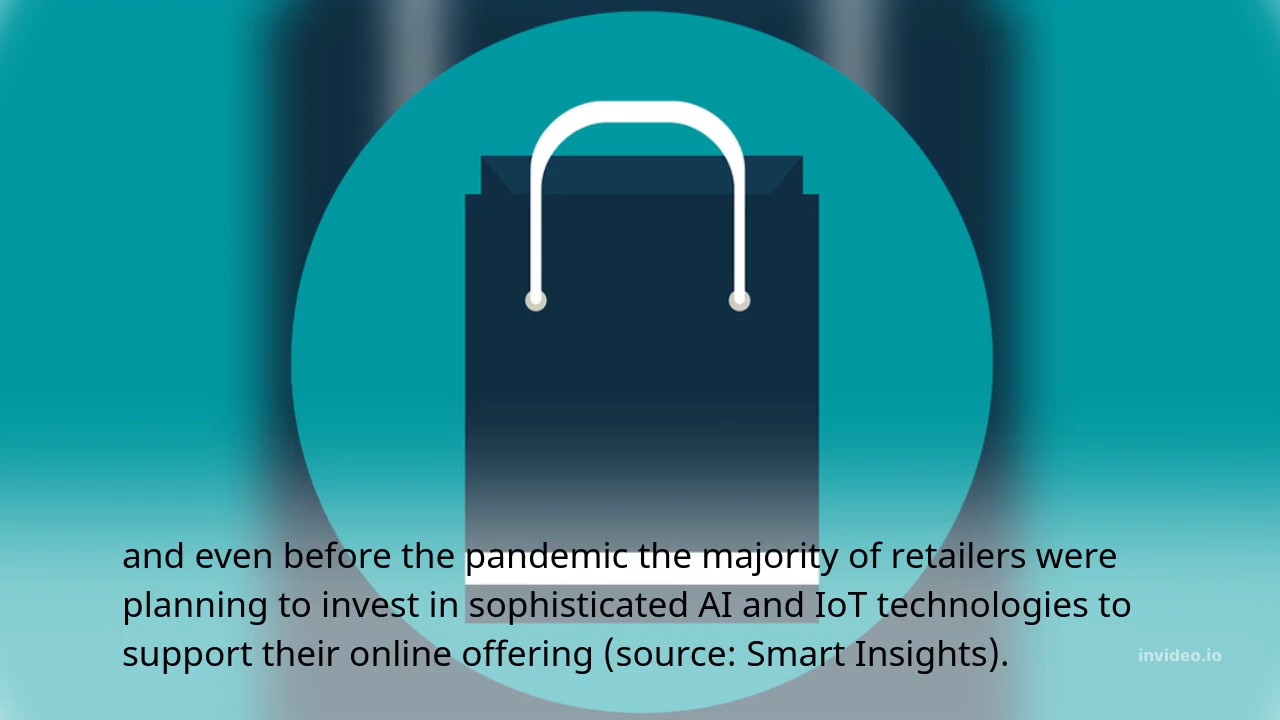 and even before the pandemic the majority of retailers were
planning to invest in sophisticated AI and IoT technologies to
support their online offering (source: Smart Insights).
invideo.io